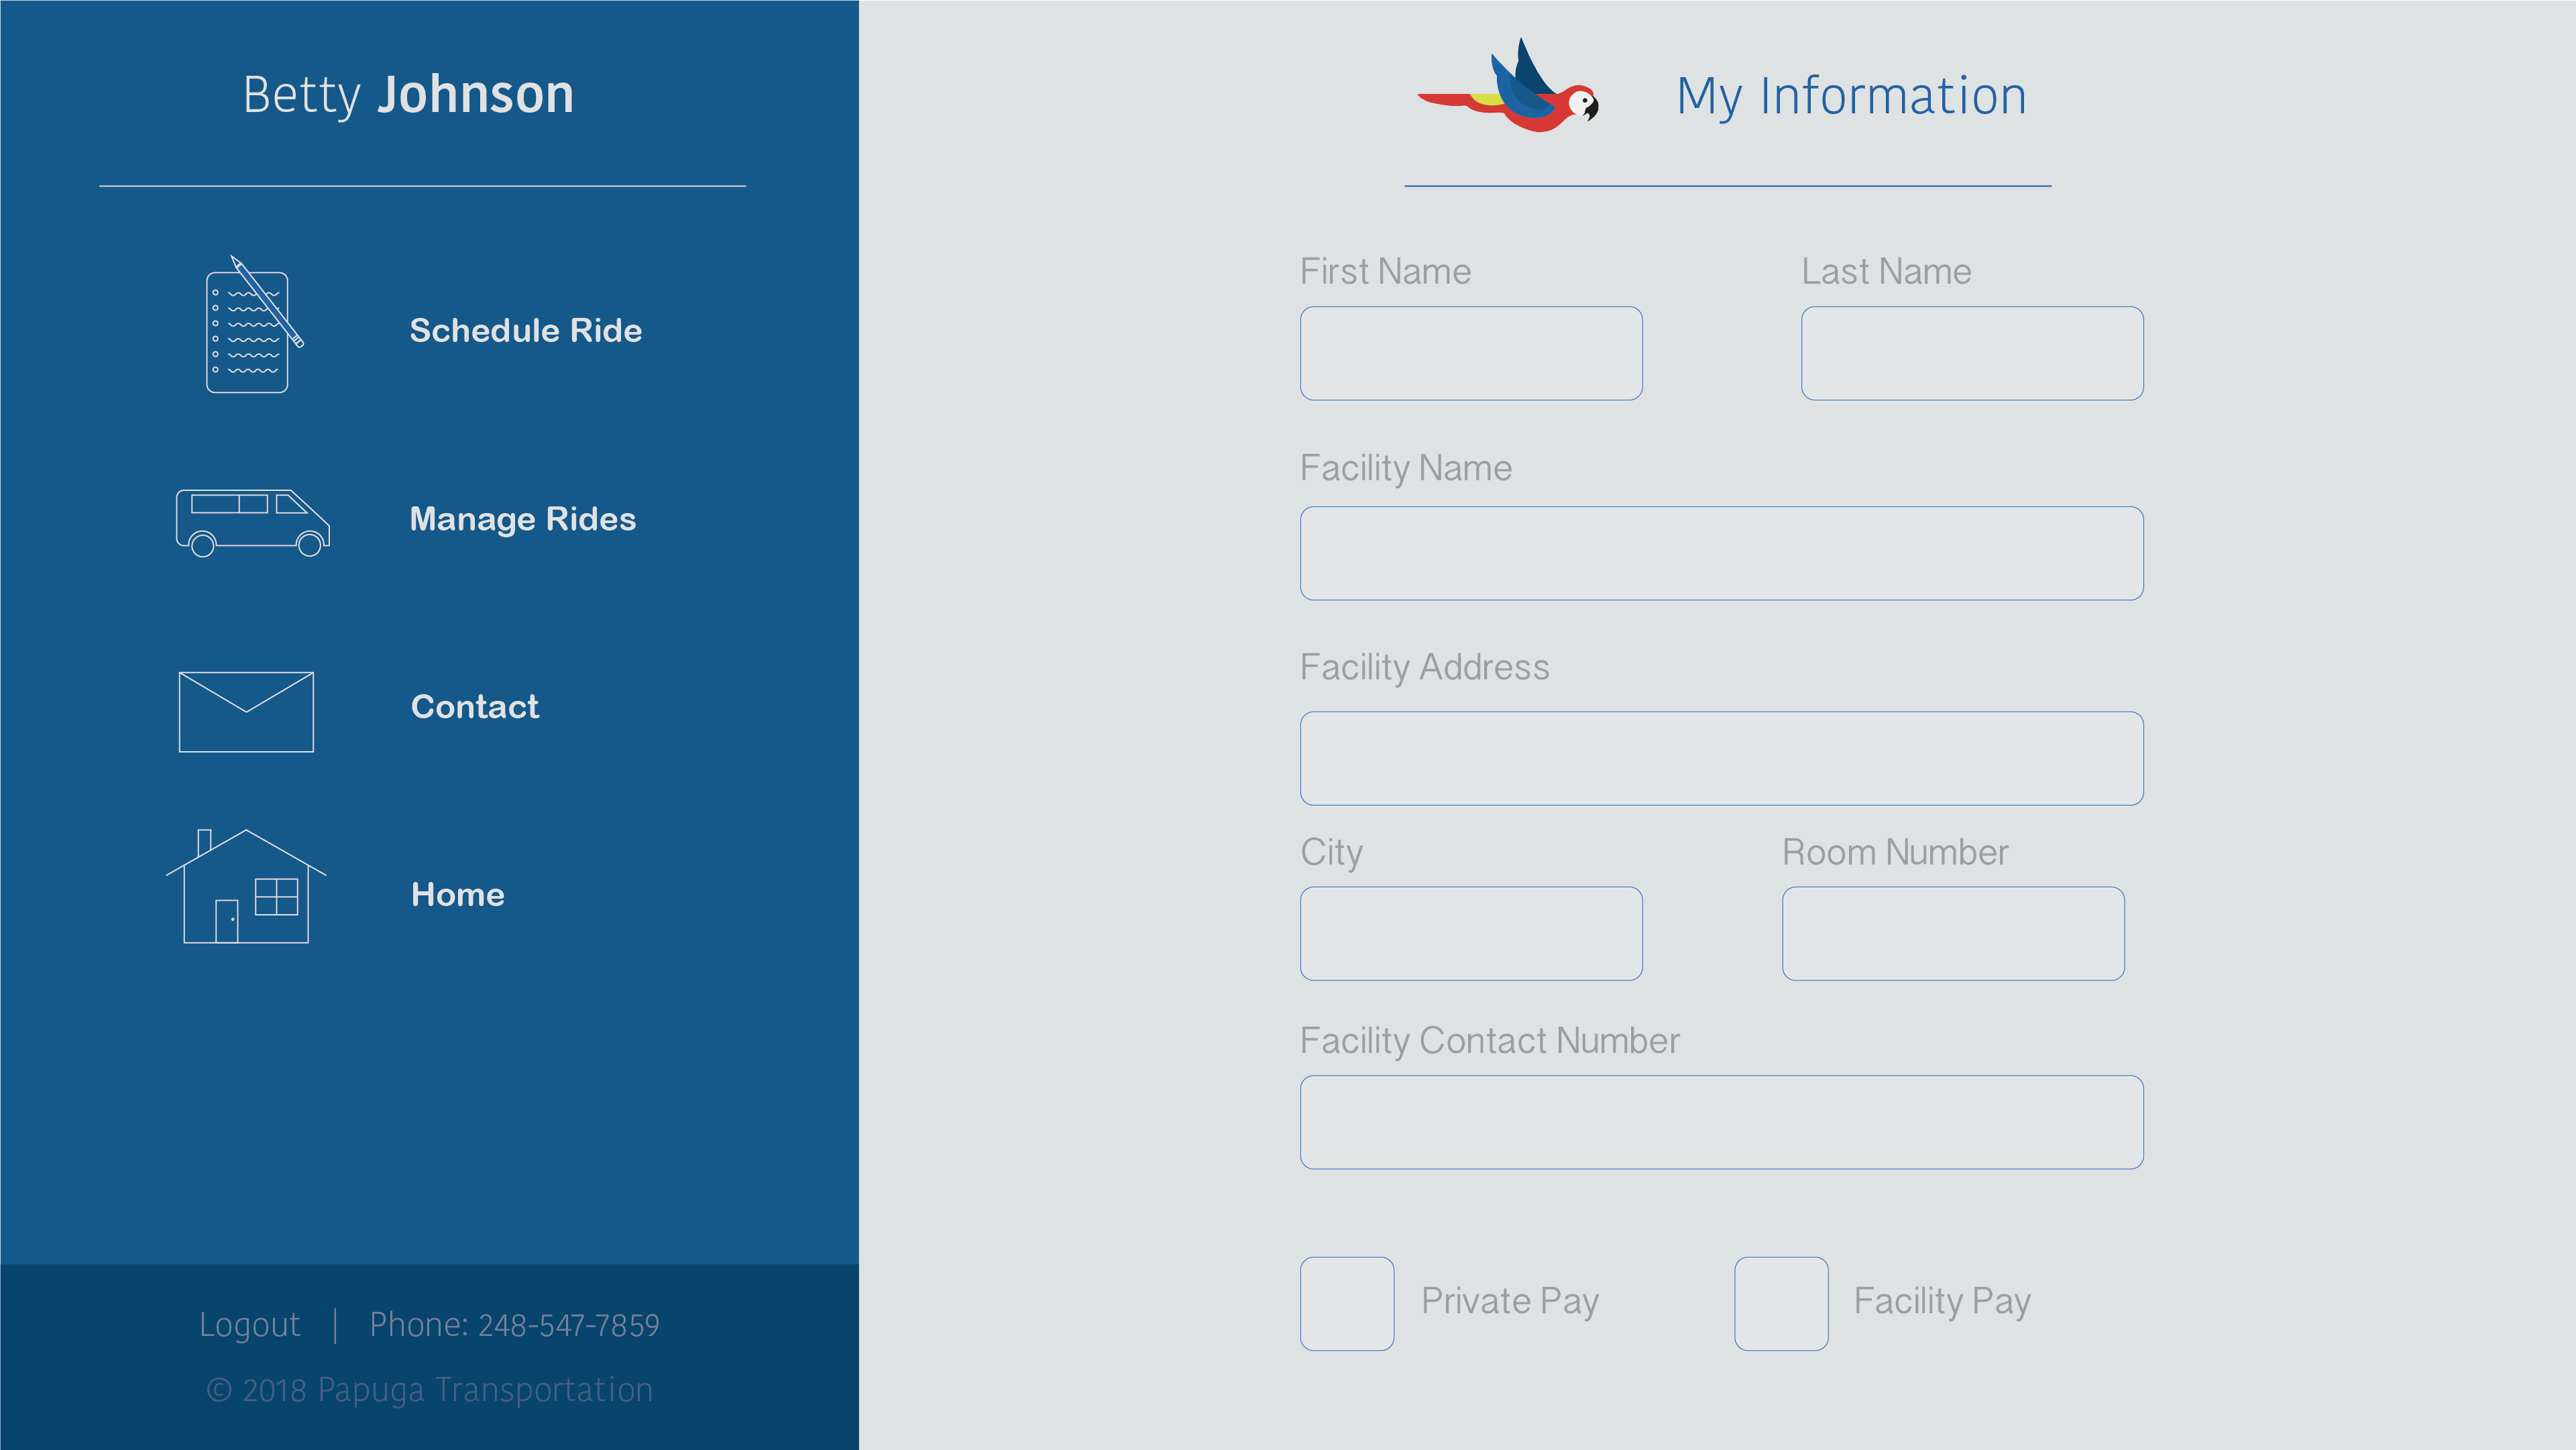 Betty Johnson
Schedule Ride
Manage Rides
Contact
Home
Logout | Phone: 248-547-7859
© 2018 Papuga Transportation
My Information
First Name
Last Name
Facility Name
Facility Address
City
Room Number
Facility Contact Number
Private Pay
Facility Pay